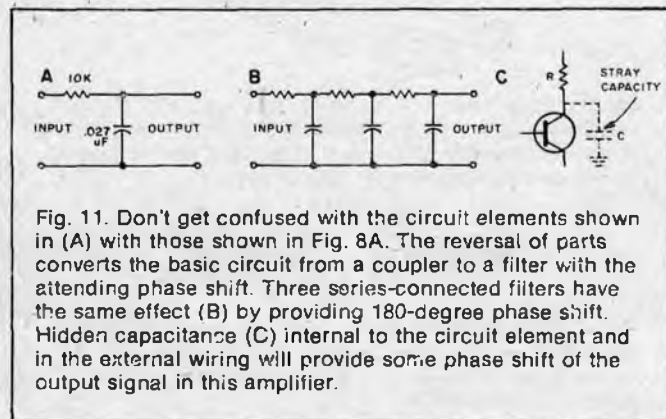 A 10K
INPUT .027 uF OUTPUT
B
INPUT OUTPUT
C
R STRAY CAPACITY
C
Fig. 11. Don't get confused with the circuit elements shown
in (A) with those shown in Fig. 8A. The reversal of parts
converts the basic circuit from a coupler to a filter with the
attending phase shift. Three series-connected filters have
the same effect (B) by providing 180-degree phase shift.
Hidden capacitance (C) internal to the circuit element and
in the external wiring will provide some phase shift of the
output signal in this amplifier.